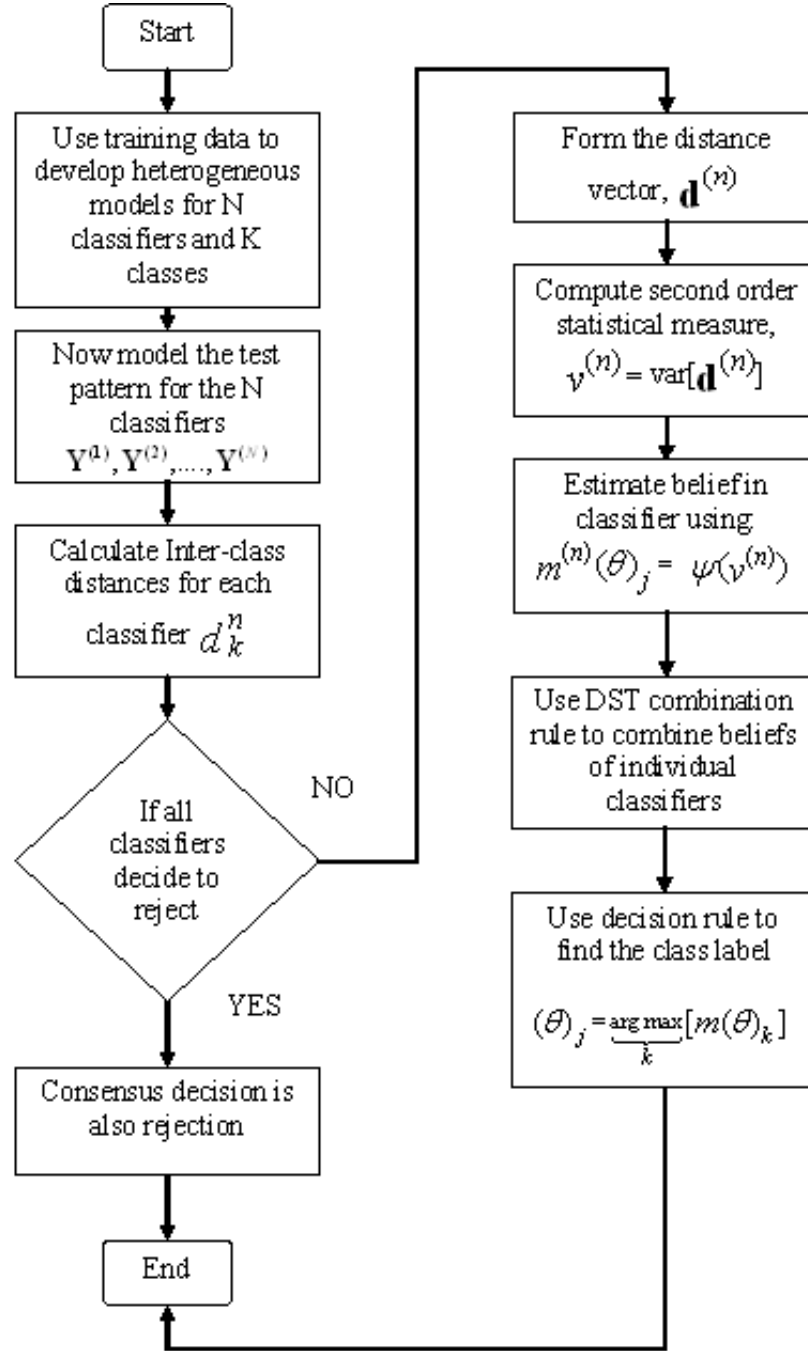 Start
Use training data to
develop heterogeneous
models for N
classifiers and K
classes
Now model the test
pattern for the N
classifiers
Y⁽¹⁾, Y⁽²⁾,...., Y⁽ᴺ⁾
Calculate Inter-class
distances for each
classifier dₖⁿ
If all
classifiers
decide to
reject
NO
YES
Consensus decision is
also rejection
End
Form the distance
vector, d⁽ⁿ⁾
Compute second order
statistical measure,
v⁽ⁿ⁾ = var[d⁽ⁿ⁾]
Estimate belief in
classifier using
m⁽ⁿ⁾(θ)ⱼ = ψ(v⁽ⁿ⁾)
Use DST combination
rule to combine beliefs
of individual
classifiers
Use decision rule to
find the class label
(θ)ⱼ = arg max [m(θ)ₖ]
k